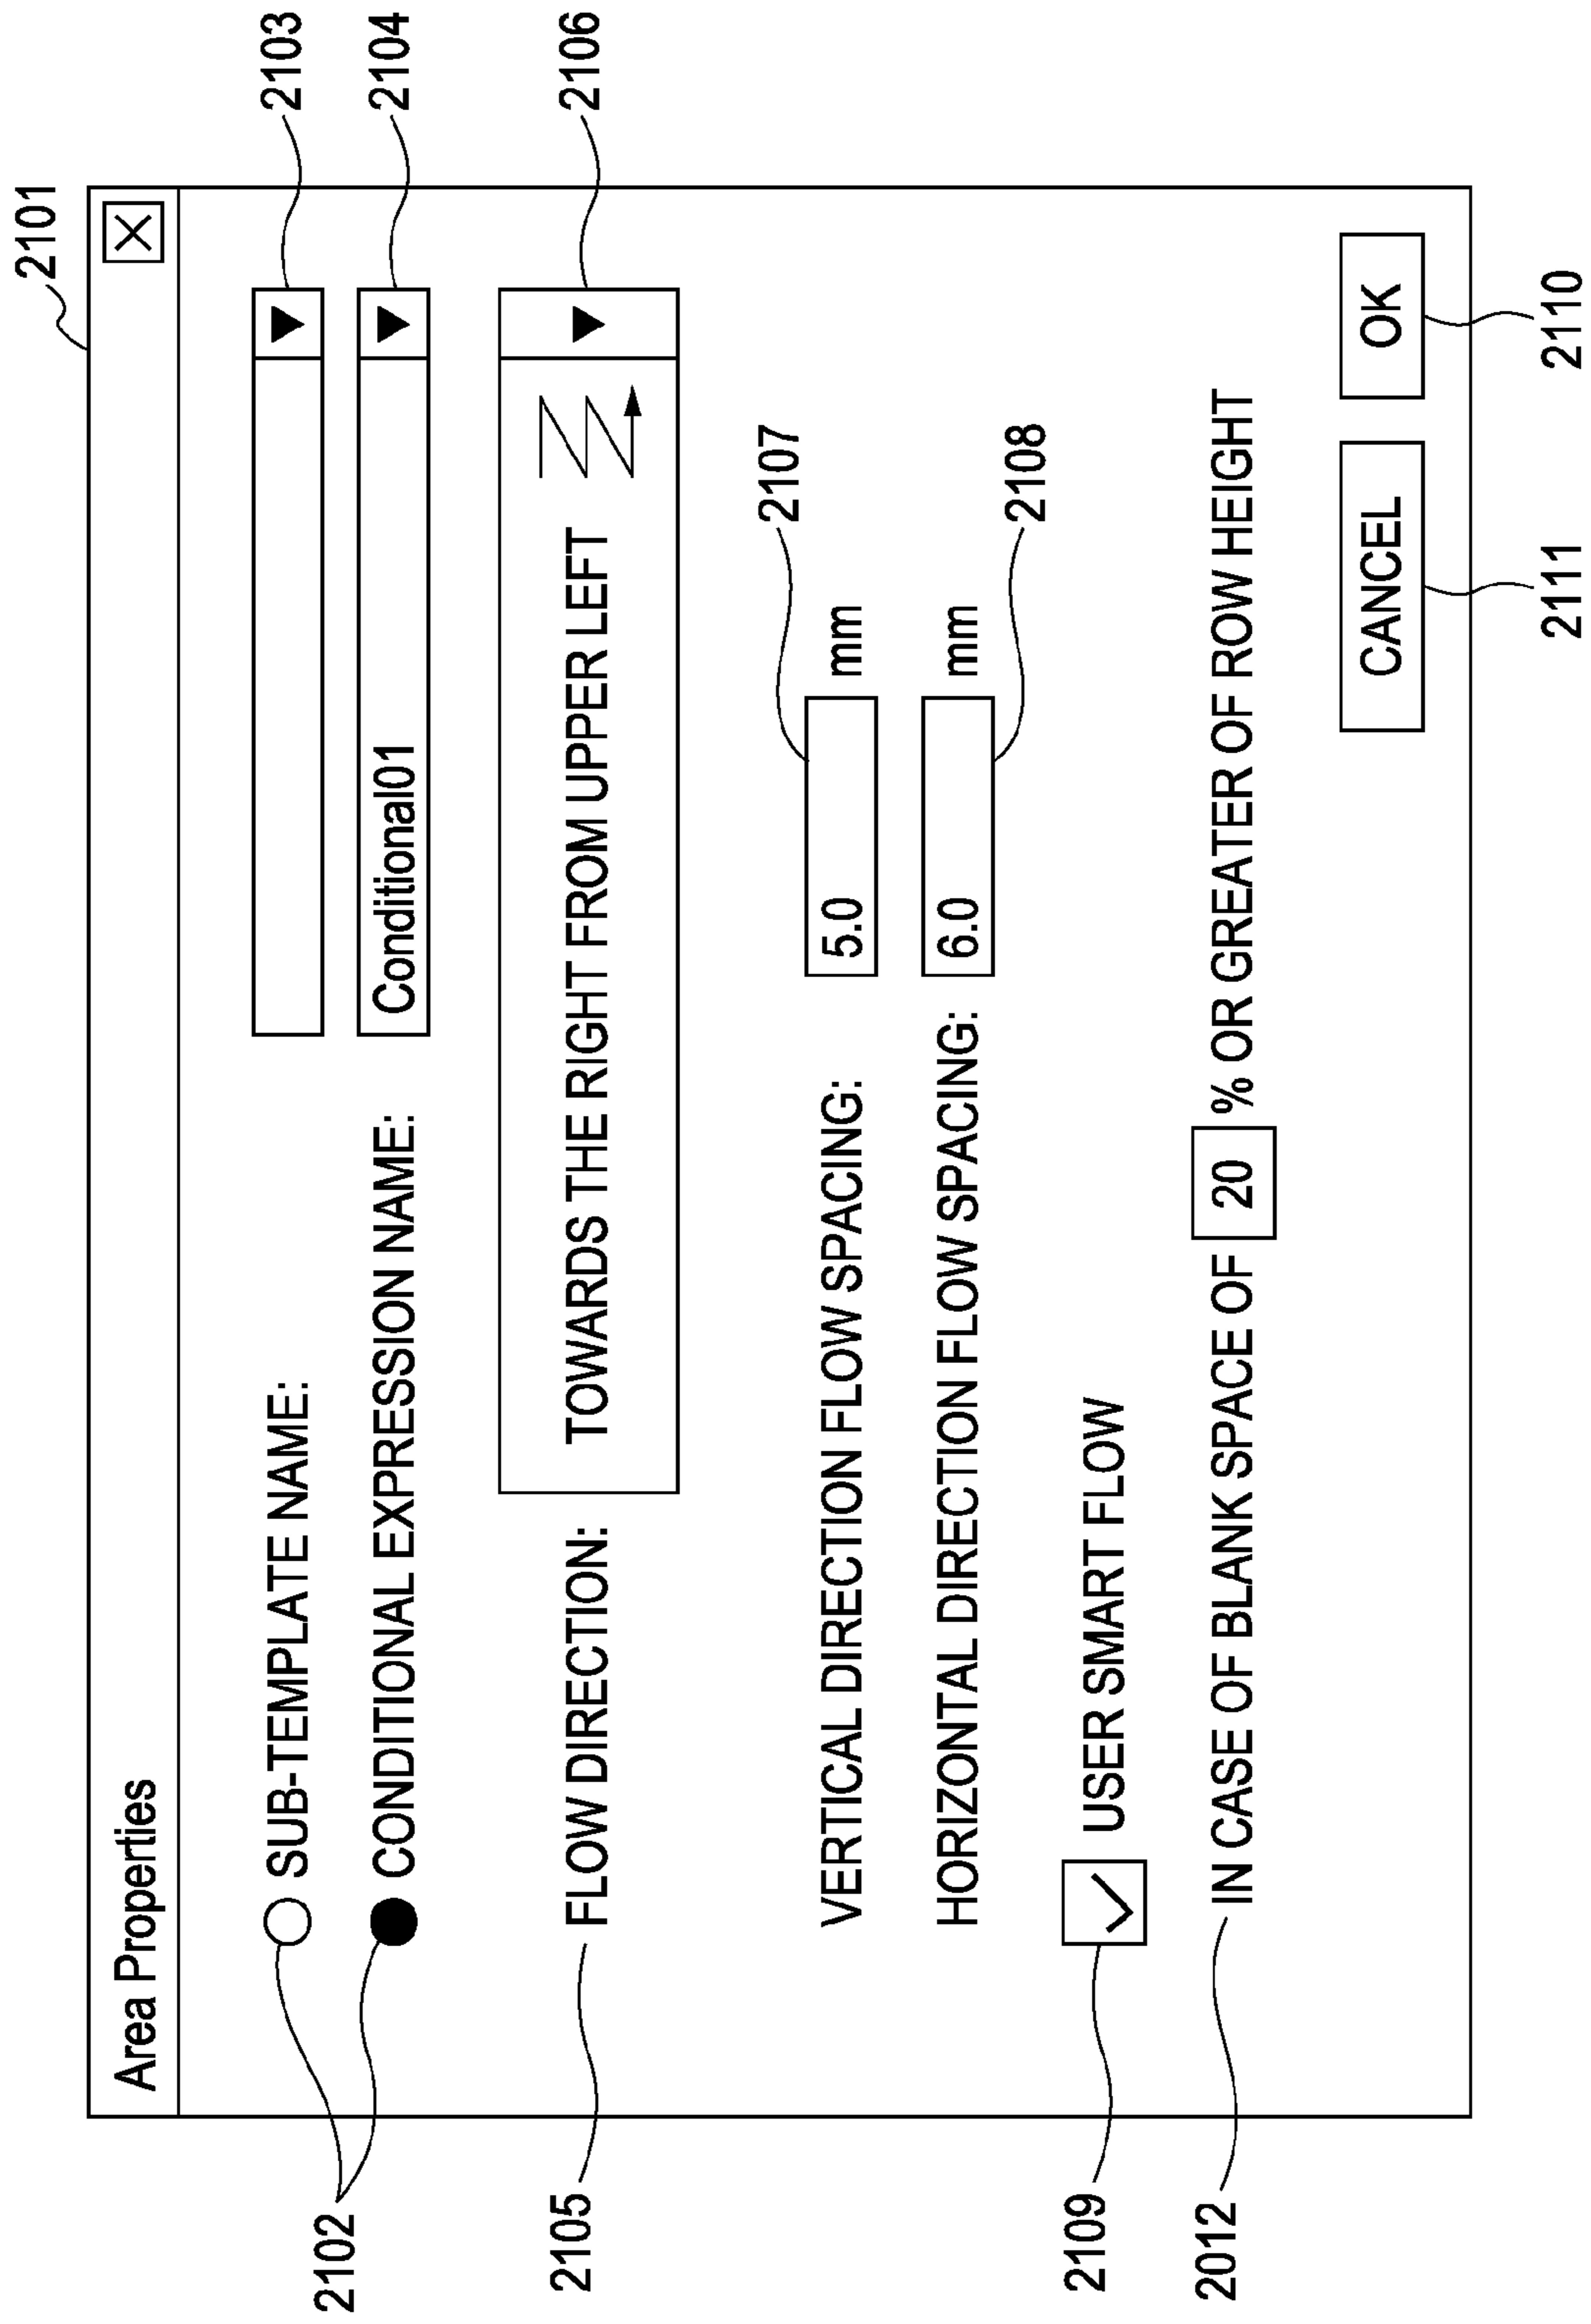 2101
Area Properties
2102
SUB-TEMPLATE NAME:
2103
CONDITIONAL EXPRESSION NAME: Conditional01
2104
2105
FLOW DIRECTION: TOWARDS THE RIGHT FROM UPPER LEFT
2106
2107
VERTICAL DIRECTION FLOW SPACING: 5.0 mm
HORIZONTAL DIRECTION FLOW SPACING: 6.0 mm
2108
2109
USER SMART FLOW
2012
IN CASE OF BLANK SPACE OF 20 % OR GREATER OF ROW HEIGHT
CANCEL OK
2111 2110